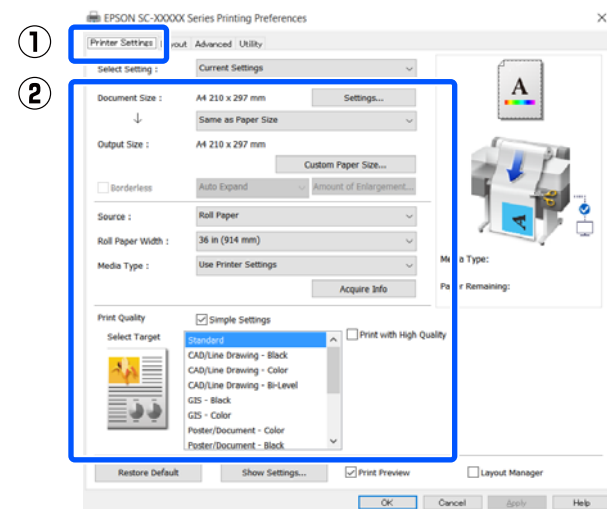 EPSON SC-XXXXX Series Printing Preferences
①
Printer Settings yout Advanced Utility
Select Setting : Current Settings
②
Document Size : A4 210 x 297 mm Settings...
↓ Same as Paper Size
Output Size : A4 210 x 297 mm
Custom Paper Size...
Borderless Auto Expand Amount of Enlargement...
Source : Roll Paper
Roll Paper Width : 36 in (914 mm)
Media Type : Use Printer Settings
Acquire Info
A
Me a Type:
Pa r Remaining:
Print Quality Simple Settings
Select Target Standard Print with High Quality
CAD/Line Drawing - Black
CAD/Line Drawing - Color
CAD/Line Drawing - Bi-Level
GIS - Black
GIS - Color
Poster/Document - Color
Poster/Document - Black
Restore Default Show Settings... Print Preview Layout Manager
OK Cancel Apply Help